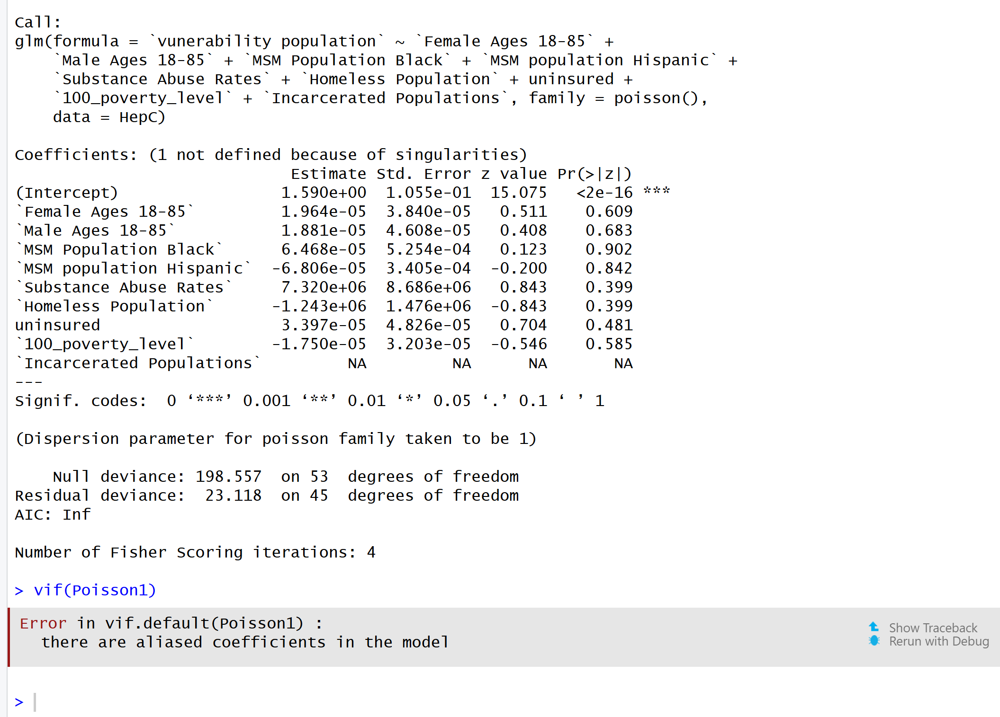 Call:
glm(formula = `vunerability population` ~ `Female Ages 18-85` +
    `Male Ages 18-85` + `MSM Population Black` + `MSM population Hispanic` +
    `Substance Abuse Rates` + `Homeless Population` + uninsured +
    `100_poverty_level` + `Incarcerated Populations`, family = poisson(),
    data = HepC)

Coefficients: (1 not defined because of singularities)
                             Estimate Std. Error z value Pr(>|z|)
(Intercept)                 1.590e+00  1.055e-01  15.075   <2e-16 ***
`Female Ages 18-85`         1.964e-05  3.840e-05   0.511    0.609
`Male Ages 18-85`           1.881e-05  4.608e-05   0.408    0.683
`MSM Population Black`      6.468e-05  5.254e-04   0.123    0.902
`MSM population Hispanic`  -6.806e-05  3.405e-04  -0.200    0.842
`Substance Abuse Rates`     7.320e+06  8.686e+06   0.843    0.399
`Homeless Population`      -1.243e+06  1.476e+06  -0.843    0.399
uninsured                   3.397e-05  4.826e-05   0.704    0.481
`100_poverty_level`        -1.750e-05  3.203e-05  -0.546    0.585
`Incarcerated Populations`         NA         NA      NA       NA
---
Signif. codes:  0 ‘***’ 0.001 ‘**’ 0.01 ‘*’ 0.05 ‘.’ 0.1 ‘ ’ 1

(Dispersion parameter for poisson family taken to be 1)

    Null deviance: 198.557  on 53  degrees of freedom
Residual deviance:  23.118  on 45  degrees of freedom
AIC: Inf

Number of Fisher Scoring iterations: 4

> vif(Poisson1)
Error in vif.default(Poisson1) :
  there are aliased coefficients in the model
Show Traceback
Rerun with Debug
>